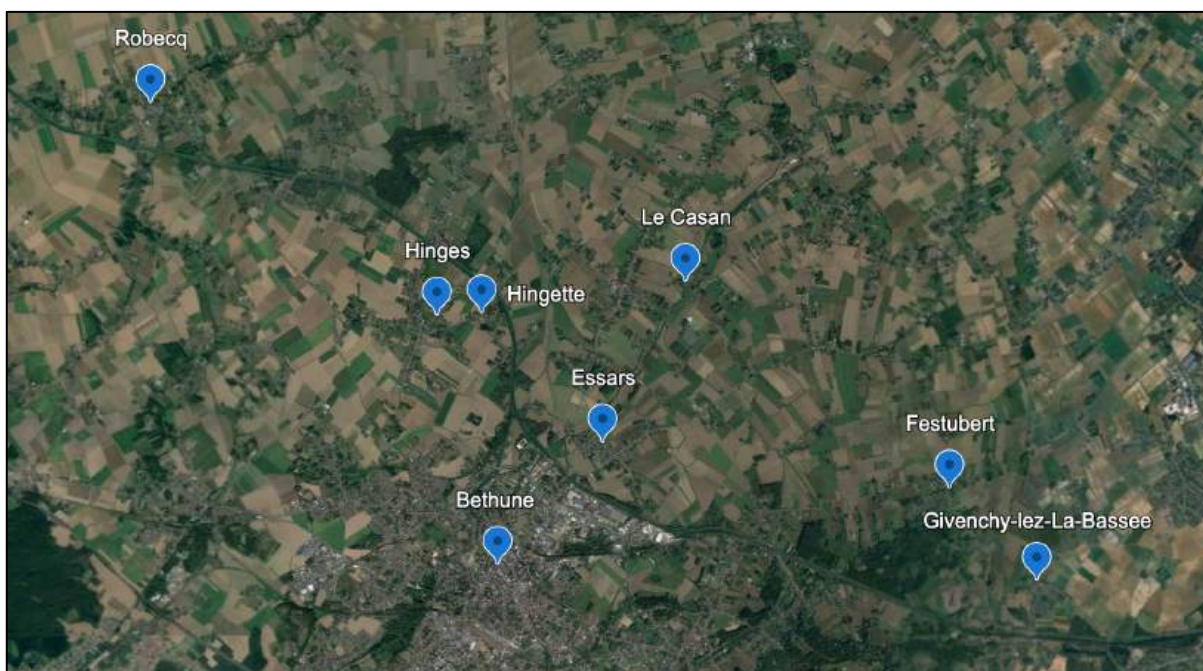 Robecq
Le Casan
Hinges
Hingette
Essars
Festubert
Bethune
Givenchy-lez-La-Bassee